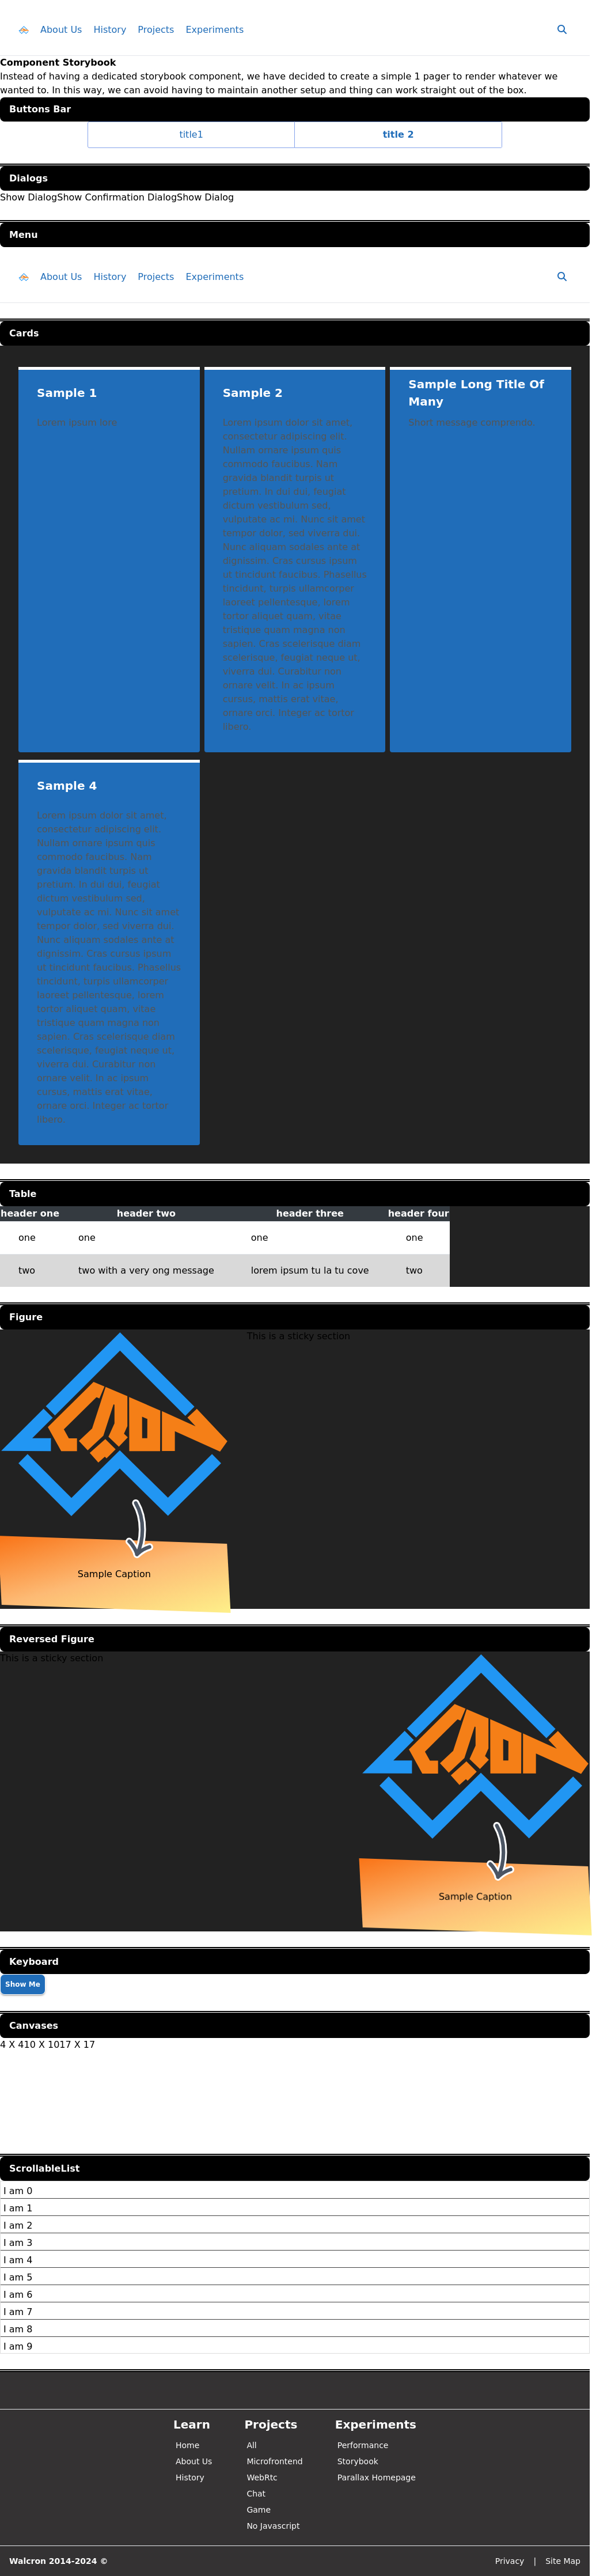 About Us History Projects Experiments
Component Storybook
Instead of having a dedicated storybook component, we have decided to create a simple 1 pager to render whatever we
wanted to. In this way, we can avoid having to maintain another setup and thing can work straight out of the box.
Buttons Bar
title1 title 2
Dialogs
Show DialogShow Confirmation DialogShow Dialog
Menu
About Us History Projects Experiments
Cards
Sample 1
Sample 2
Lorem ipsum dolor sit amet,
consectetur adipiscing elit.
Nullam ornare ipsum quis
commodo faucibus. Nam
gravida blandit turpis ut
pretium. In dui dui, feugiat
dictum vestibulum sed,
vulputate ac mi. Nunc sit amet
tempor dolor, sed viverra dui.
Nunc aliquam sodales ante at
dignissim. Cras cursus ipsum
ut tincidunt faucibus. Phasellus
tincidunt, turpis ullamcorper
laoreet pellentesque, lorem
tortor aliquet quam, vitae
tristique quam magna non
sapien. Cras scelerisque diam
scelerisque, feugiat neque ut,
viverra dui. Curabitur non
ornare velit. In ac ipsum
cursus, mattis erat vitae,
ornare orci. Integer ac tortor
Sample Long Title Of
Many
Sample 4
Lorem ipsum dolor sit amet,
consectetur adipiscing elit.
Nullam ornare ipsum quis
commodo faucibus. Nam
gravida blandit turpis ut
pretium. In dui dui, feugiat
dictum vestibulum sed,
vulputate ac mi. Nunc sit amet
tempor dolor, sed viverra dui.
Nunc aliquam sodales ante at
dignissim. Cras cursus ipsum
ut tincidunt faucibus. Phasellus
tincidunt, turpis ullamcorper
laoreet pellentesque, lorem
tortor aliquet quam, vitae
tristique quam magna non
sapien. Cras scelerisque diam
scelerisque, feugiat neque ut,
viverra dui. Curabitur non
ornare velit. In ac ipsum
cursus, mattis erat vitae,
ornare orci. Integer ac tortor
Table
header one header two header three header four
one one one one
two two with a very ong message lorem ipsum tu la tu cove two
Figure
This is a sticky section
Sample Caption
Reversed Figure
This is a sticky section
Sample Caption
Keyboard
Show Me
Canvases
4 X 410 X 1017 X 17
ScrollableList
I am 0
I am 1
I am 2
I am 3
I am 4
I am 5
I am 6
I am 7
I am 8
I am 9
Learn
Home
About Us
History
Projects
All
Microfrontend
WebRtc
Chat
Game
No Javascript
Experiments
Performance
Storybook
Parallax Homepage
Walcron 2014-2024 © Privacy | Site Map